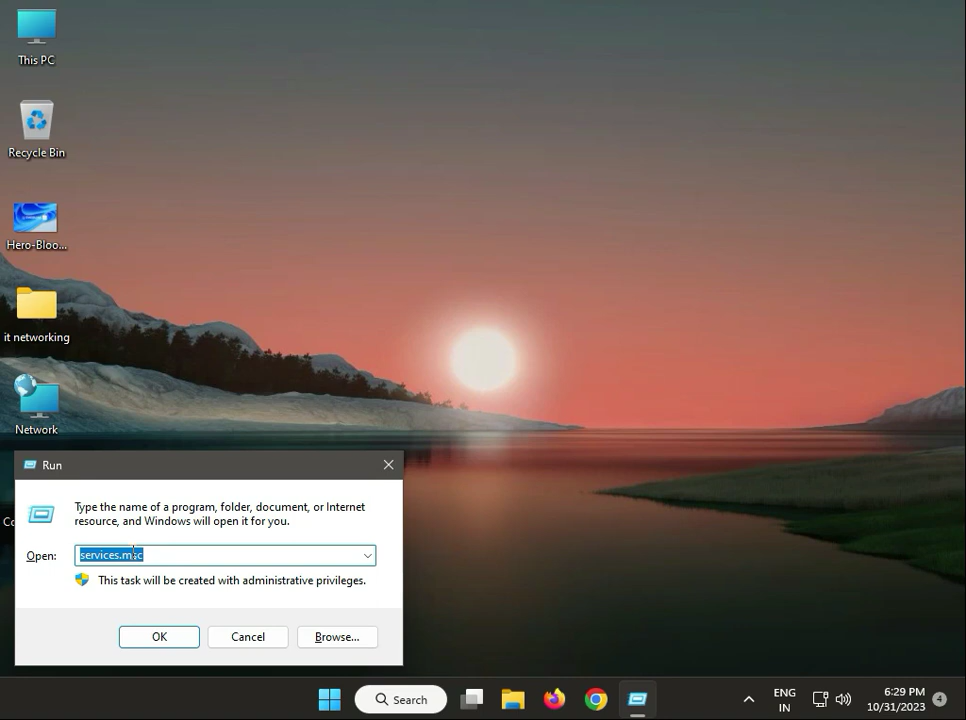 This PC
Recycle Bin
Hero-Bloo...
it networking
Network
Run
Type the name of a program, folder, document, or Internet
resource, and Windows will open it for you.
Open:
services.msc
This task will be created with administrative privileges.
OK
Cancel
Browse...
Search
ENG
IN
6:29 PM
10/31/2023
4